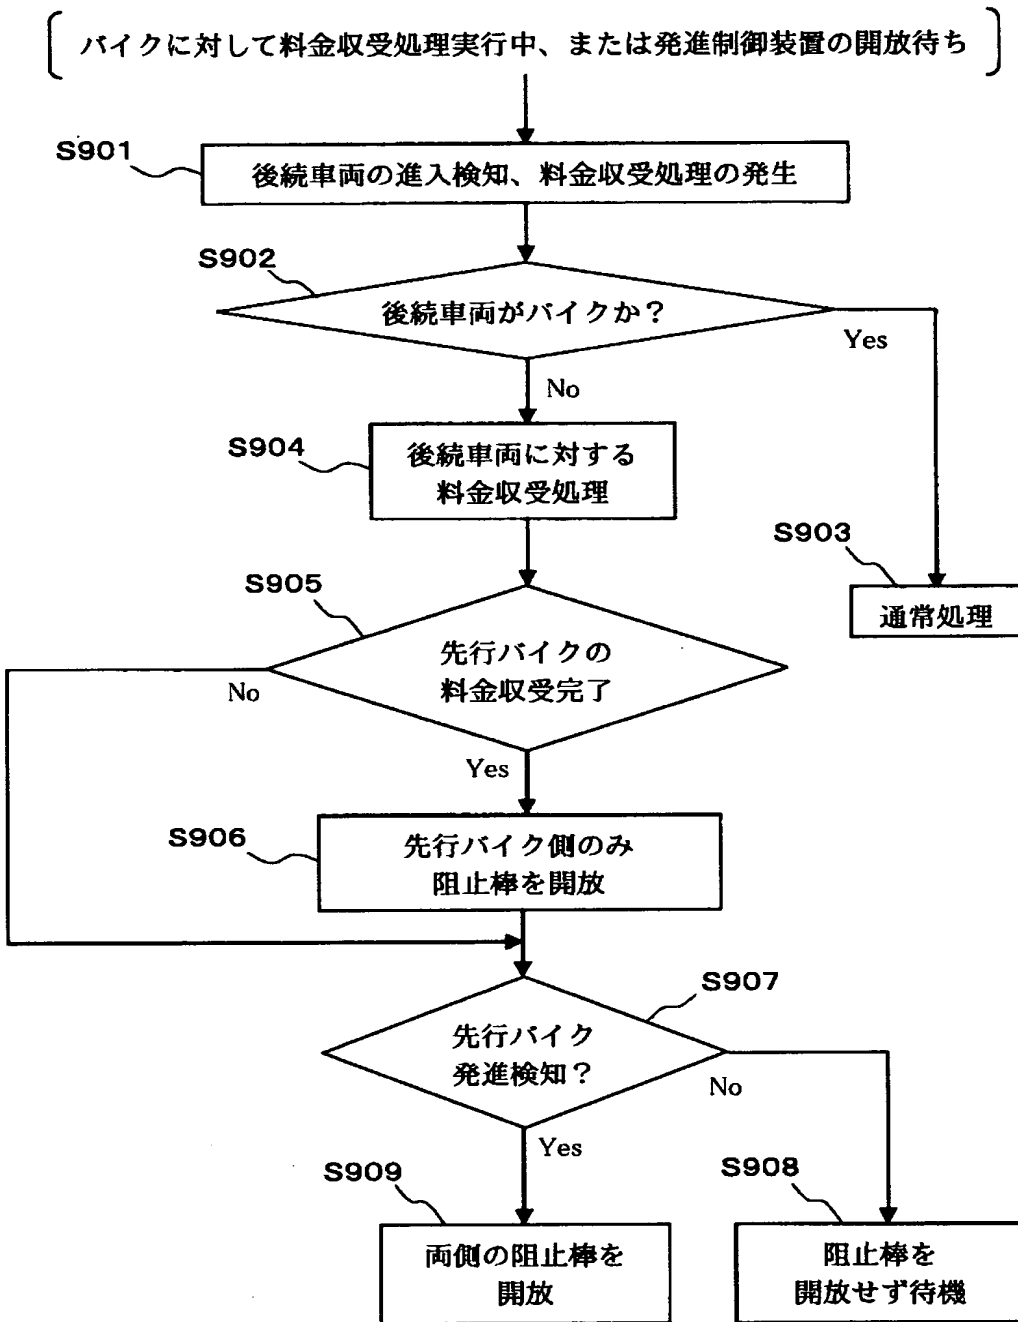 バイクに対して料金収受処理実行中、または発進制御装置の開放待ち
S901
後続車両の進入検知、料金収受処理の発生
S902
後続車両がバイクか？
Yes
No
S904
後続車両に対する
料金収受処理
S903
通常処理
S905
先行バイクの
料金収受完了
No
Yes
S906
先行バイク側のみ
阻止棒を開放
S907
先行バイク
発進検知？
No
Yes
S909
両側の阻止棒を
開放
S908
阻止棒を
開放せず待機